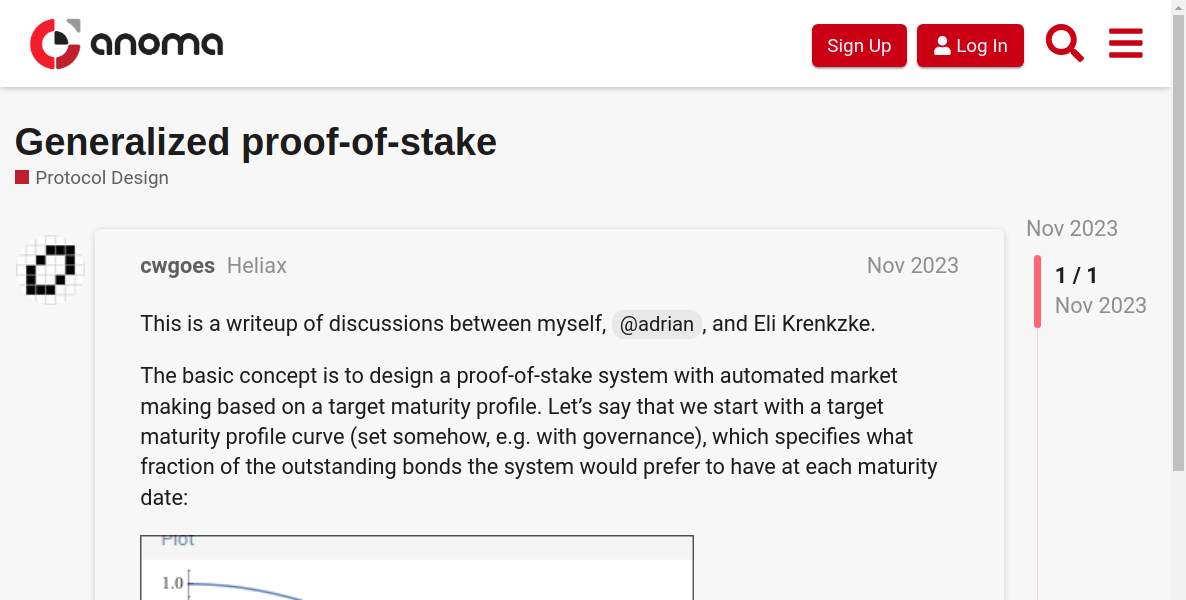 anoma
Sign Up
Log In
Generalized proof-of-stake
Protocol Design
Nov 2023
cwgoes Heliax Nov 2023
1 / 1
Nov 2023
This is a writeup of discussions between myself, @adrian, and Eli Krenkzke.
The basic concept is to design a proof-of-stake system with automated market
making based on a target maturity profile. Let’s say that we start with a target
maturity profile curve (set somehow, e.g. with governance), which specifies what
fraction of the outstanding bonds the system would prefer to have at each maturity
date:
Plot
1.0